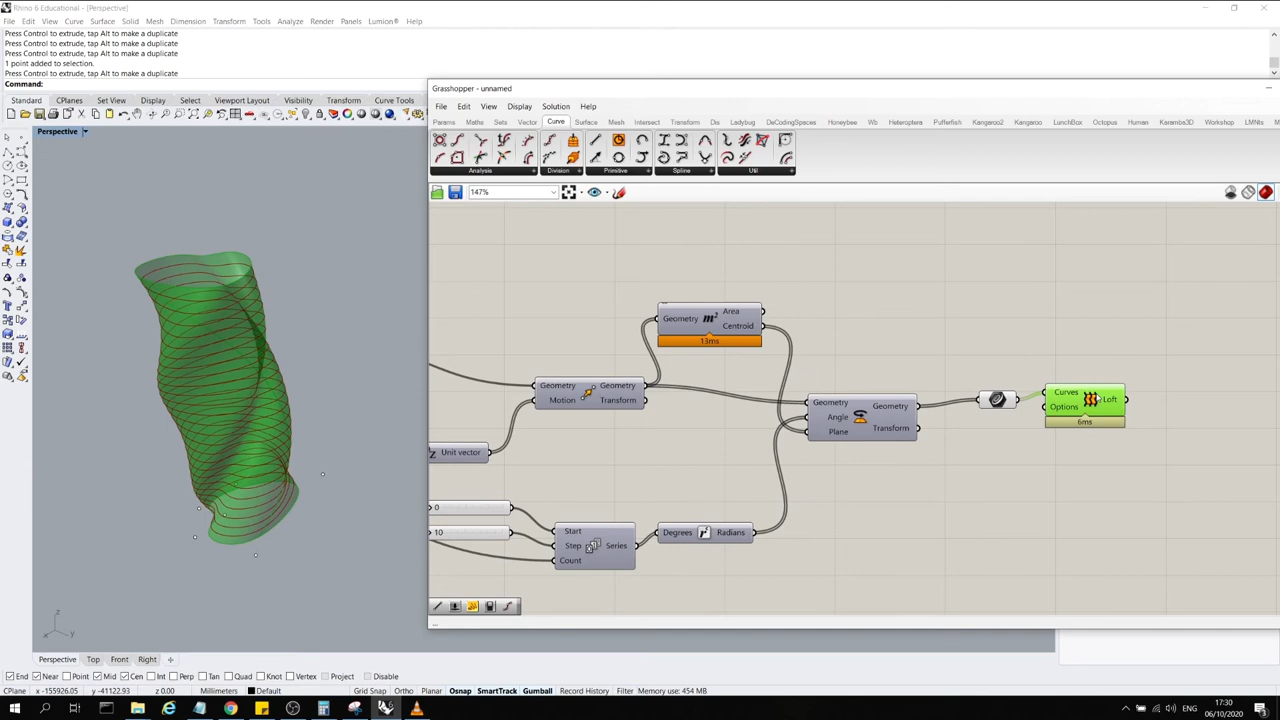 Rhino 6 Educational - [Perspective]
File Edit View Curve Surface Solid Mesh Dimension Transform Tools Analyze Render Panels Lumion® Help
Press Control to extrude, tap Alt to make a duplicate
Press Control to extrude, tap Alt to make a duplicate
Press Control to extrude, tap Alt to make a duplicate
1 point added to selection.
Press Control to extrude, tap Alt to make a duplicate
Command:
Standard CPlanes Set View Display Select Viewport Layout Visibility Transform Curve Tools
Perspective
Grasshopper - unnamed
File Edit View Display Solution Help
Params Maths Sets Vector Curve Surface Mesh Intersect Transform Dis Ladybug DeCodingSpaces Honeybee Wb Heteroptera Pufferfish Kangaroo2 Kangaroo LunchBox Octopus Human Karamba3D Workshop LMNts
Analysis Division Primitive Spline Util
147%
Geometry m² Area
Centroid
13ms
Geometry Geometry
Motion Transform
Geometry Geometry
Angle
Plane Transform
Curves Loft
Options
6ms
Z Unit vector
0
10
Start
Step Series
Count
Degrees r Radians
...
z
x y
Perspective Top Front Right
End Near Point Mid Cen Int Perp Tan Quad Knot Vertex Project Disable
CPlane x -155926.05 y -41122.93 z 0.00 Millimeters Default Grid Snap Ortho Planar Osnap SmartTrack Gumball Record History Filter Memory use: 454 MB
ENG
17:30
06/10/2020
3